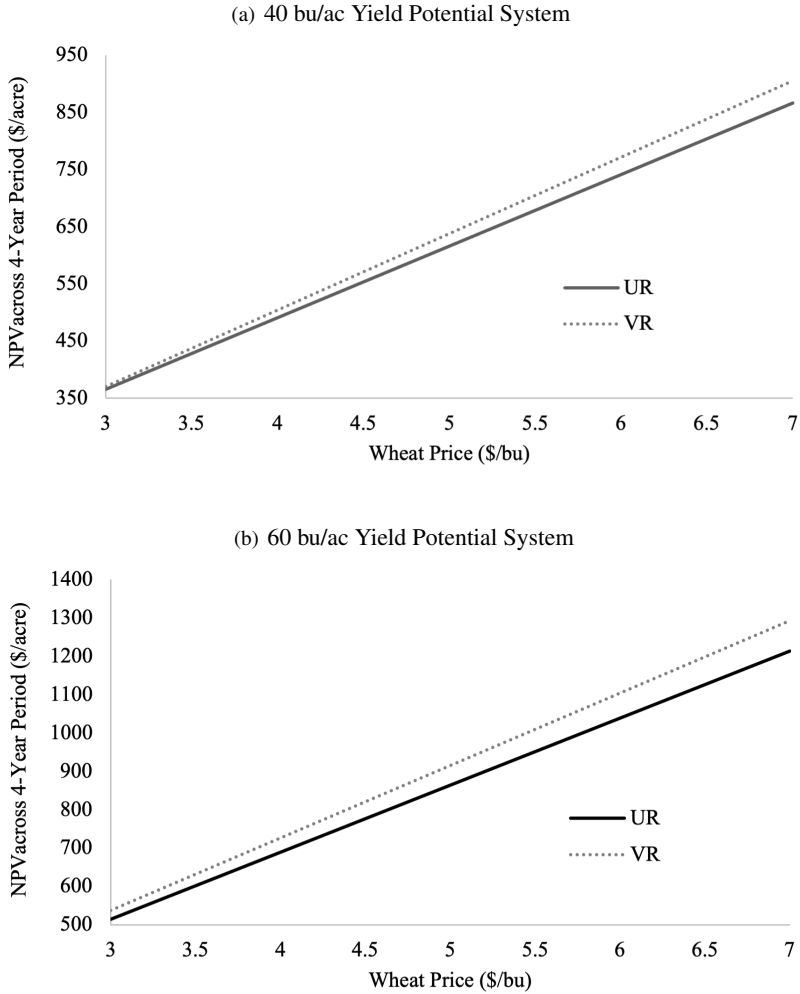 (a) 40 bu/ac Yield Potential System
950
850
750
650
550
450
350
NPVacross 4-Year Period ($/acre)
UR
VR
3 3.5 4 4.5 5 5.5 6 6.5 7
Wheat Price ($/bu)
(b) 60 bu/ac Yield Potential System
1400
1300
1200
1100
1000
900
800
700
600
500
NPVacross 4-Year Period ($/acre)
UR
VR
3 3.5 4 4.5 5 5.5 6 6.5 7
Wheat Price ($/bu)